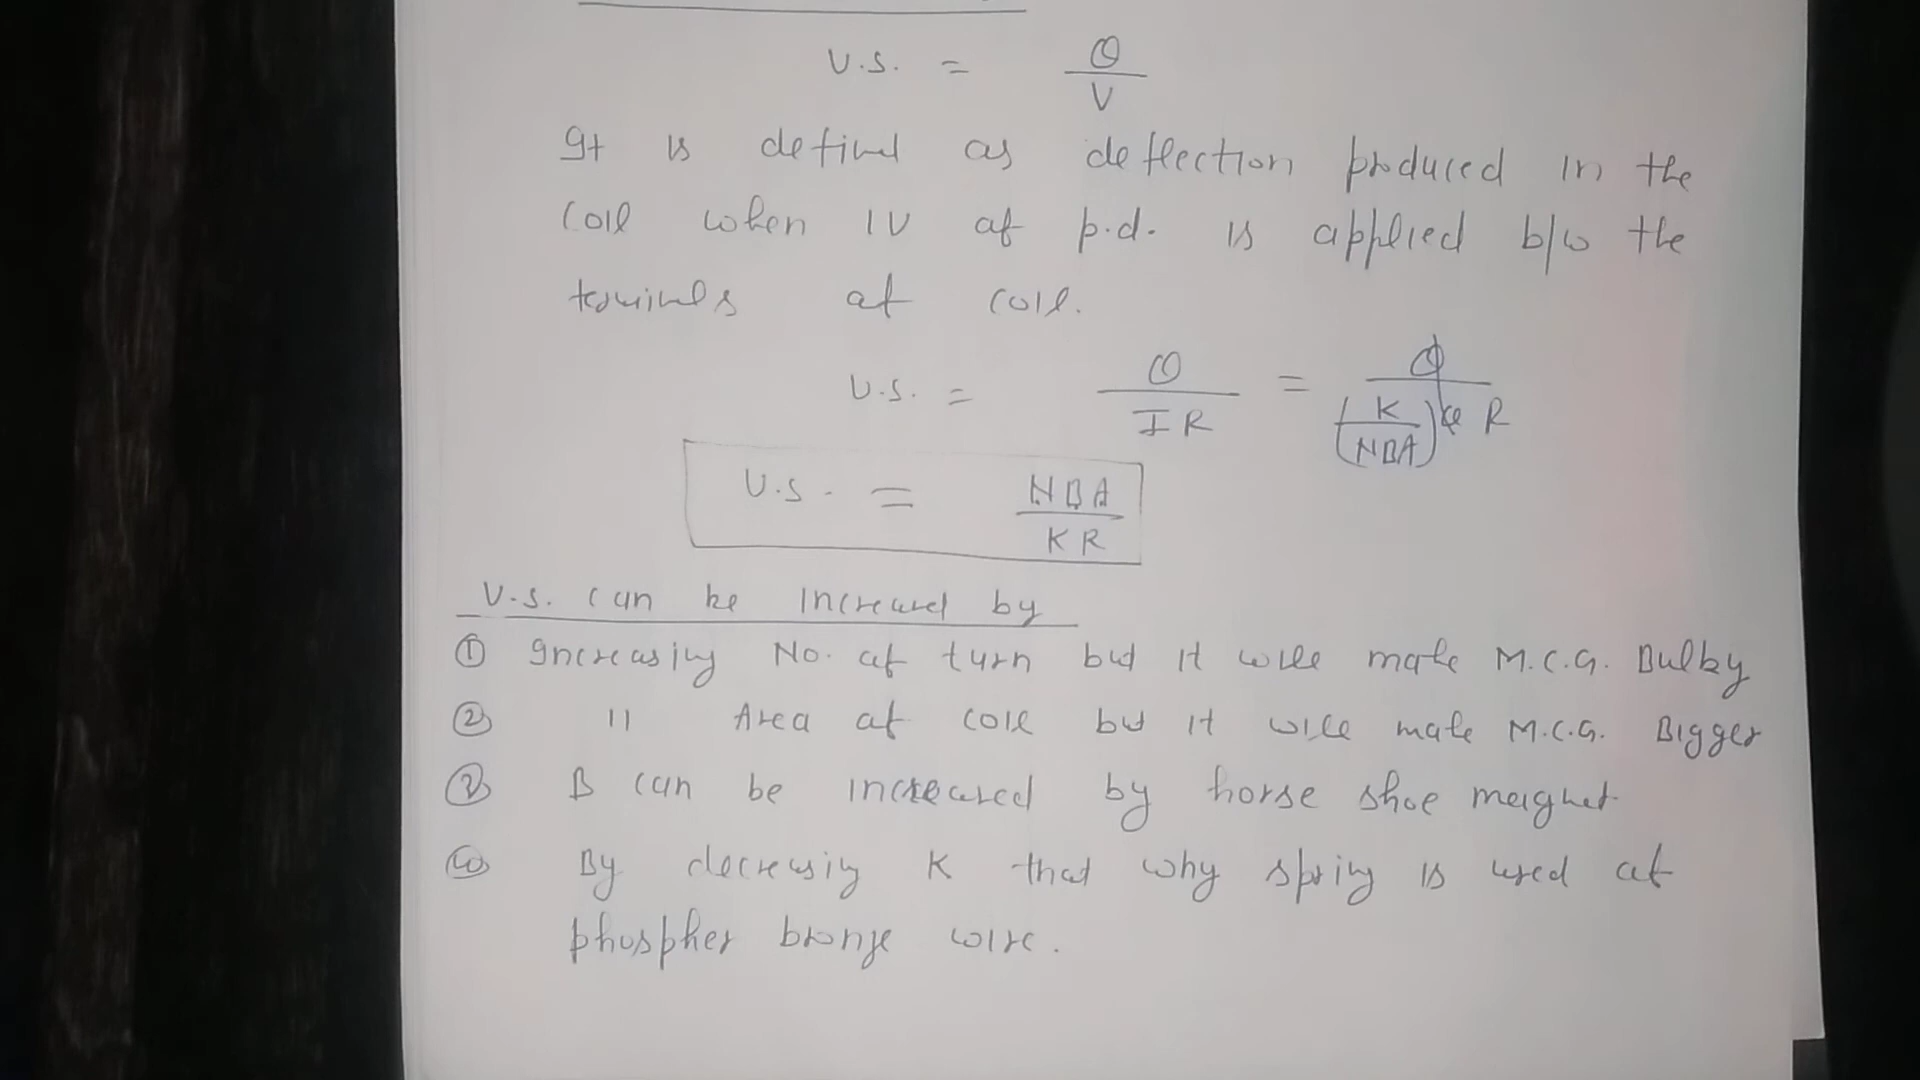 V.S. = θ/V
It is defined as deflection produced in the
coil when 1V of p.d. is applied b/w the
terminals of coil.
V.S. = θ/IR = θ/(K/NBA)θ R
V.S. = NBA/KR
V.S. can be increased by
① Increasing No. of turn but it will make M.C.G. Bulky
② 11 Area of coil but it will make M.C.G. Bigger
③ B can be increased by horse shoe magnet
④ By decreasing K that why spring is used of
phospher bronze wire.